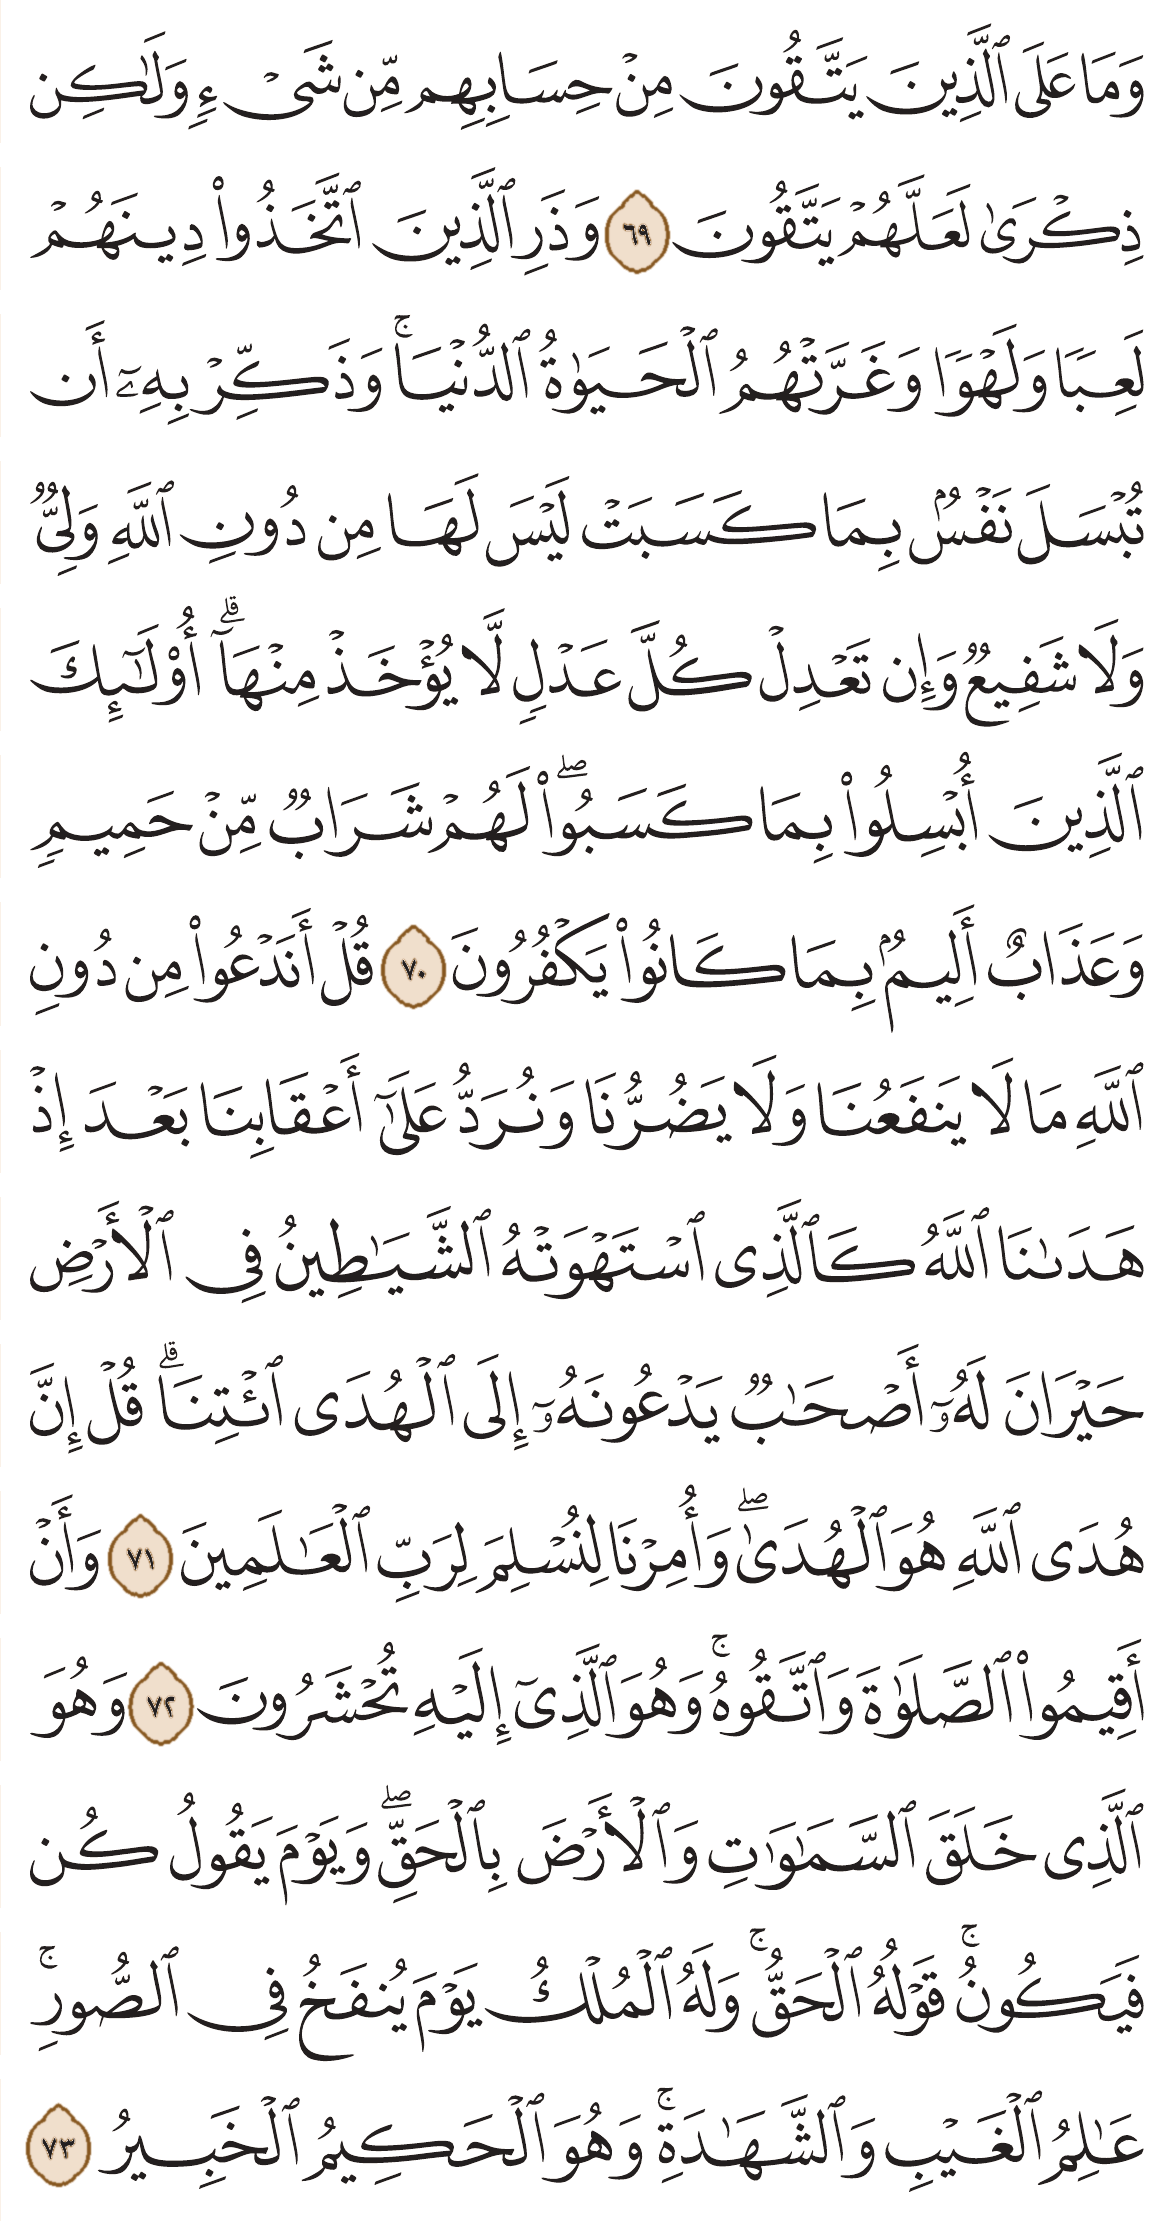 وَمَا عَلَى ٱلَّذِينَ يَتَّقُونَ مِنْ حِسَابِهِم مِّن شَىْءٍ وَلَٰكِن
ذِكْرَىٰ لَعَلَّهُمْ يَتَّقُونَ ٦٩ وَذَرِ ٱلَّذِينَ ٱتَّخَذُوا۟ دِينَهُمْ
لَعِبًا وَلَهْوًا وَغَرَّتْهُمُ ٱلْحَيَوٰةُ ٱلدُّنْيَا ۚ وَذَكِّرْ بِهِۦٓ أَن
تُبْسَلَ نَفْسٌۢ بِمَا كَسَبَتْ لَيْسَ لَهَا مِن دُونِ ٱللَّهِ وَلِىٌّ
وَلَا شَفِيعٌ وَإِن تَعْدِلْ كُلَّ عَدْلٍ لَّا يُؤْخَذْ مِنْهَآ ۗ أُو۟لَٰٓئِكَ
ٱلَّذِينَ أُبْسِلُوا۟ بِمَا كَسَبُوا۟ ۖ لَهُمْ شَرَابٌ مِّنْ حَمِيمٍ
وَعَذَابٌ أَلِيمٌۢ بِمَا كَانُوا۟ يَكْفُرُونَ ٧٠ قُلْ أَنَدْعُوا۟ مِن دُونِ
ٱللَّهِ مَا لَا يَنفَعُنَا وَلَا يَضُرُّنَا وَنُرَدُّ عَلَىٰٓ أَعْقَابِنَا بَعْدَ إِذْ
هَدَىٰنَا ٱللَّهُ كَٱلَّذِى ٱسْتَهْوَتْهُ ٱلشَّيَٰطِينُ فِى ٱلْأَرْضِ
حَيْرَانَ لَهُۥٓ أَصْحَٰبٌ يَدْعُونَهُۥٓ إِلَى ٱلْهُدَى ٱئْتِنَا ۗ قُلْ إِنَّ
هُدَى ٱللَّهِ هُوَ ٱلْهُدَىٰ ۖ وَأُمِرْنَا لِنُسْلِمَ لِرَبِّ ٱلْعَٰلَمِينَ ٧١ وَأَنْ
أَقِيمُوا۟ ٱلصَّلَوٰةَ وَٱتَّقُوهُ ۚ وَهُوَ ٱلَّذِىٓ إِلَيْهِ تُحْشَرُونَ ٧٢ وَهُوَ
ٱلَّذِى خَلَقَ ٱلسَّمَٰوَٰتِ وَٱلْأَرْضَ بِٱلْحَقِّ ۖ وَيَوْمَ يَقُولُ كُن
فَيَكُونُ ۚ قَوْلُهُ ٱلْحَقُّ ۚ وَلَهُ ٱلْمُلْكُ يَوْمَ يُنفَخُ فِى ٱلصُّورِ ۚ
عَٰلِمُ ٱلْغَيْبِ وَٱلشَّهَٰدَةِ ۚ وَهُوَ ٱلْحَكِيمُ ٱلْخَبِيرُ ٧٣